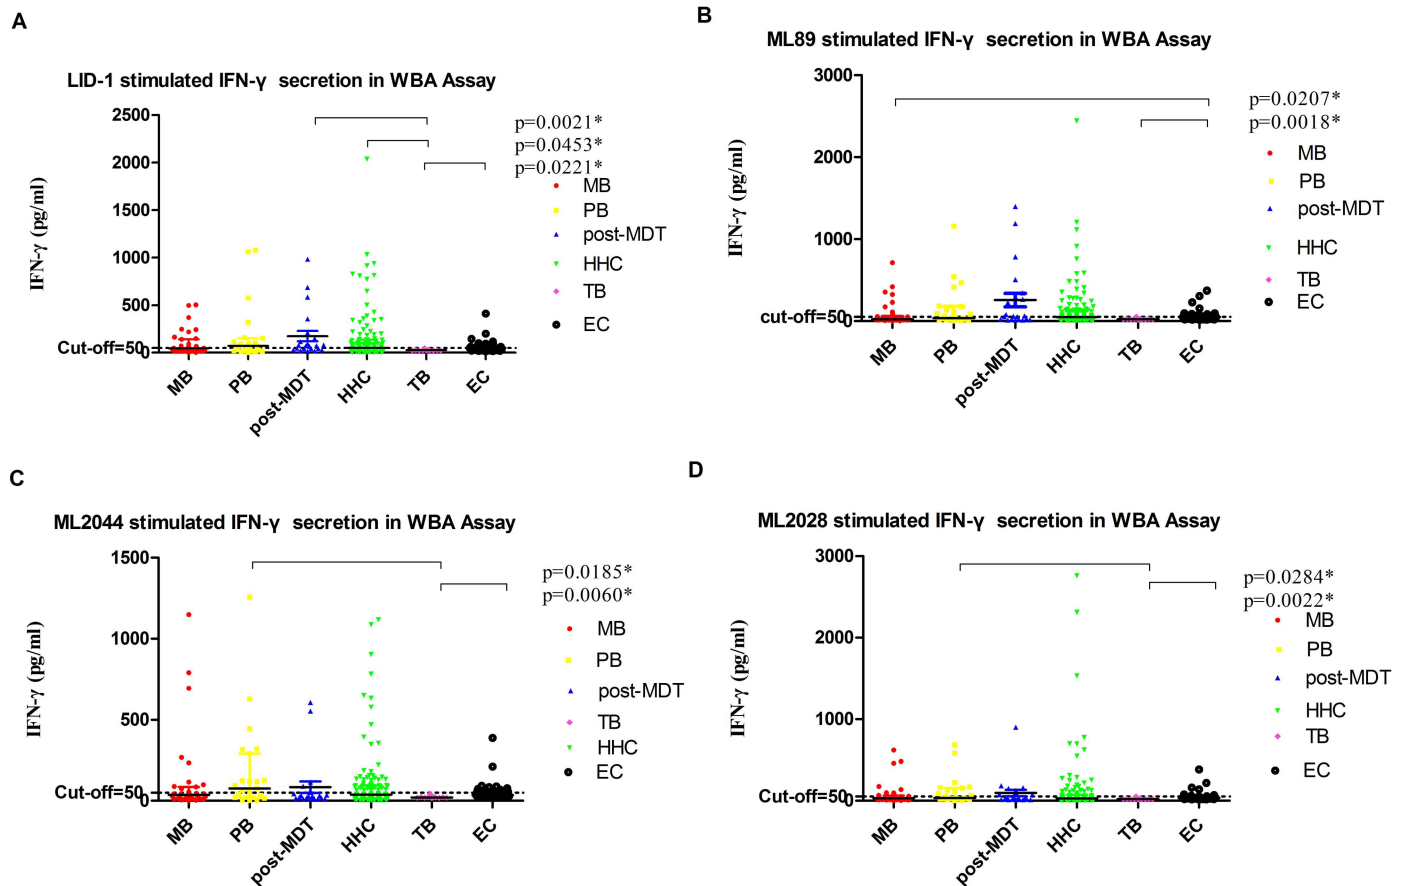 A
LID-1 stimulated IFN-γ secretion in WBA Assay
2500
2000
1500
1000
500
Cut-off=50
0
IFN-γ (pg/ml)
MB
PB
post-MDT
HHC
TB
EC
p=0.0021*
p=0.0453*
p=0.0221*
MB
PB
post-MDT
HHC
TB
EC
B
ML89 stimulated IFN-γ secretion in WBA Assay
3000
2000
1000
cut-off=50
0
IFN-γ (pg/ml)
MB
PB
post-MDT
HHC
TB
EC
p=0.0207*
p=0.0018*
MB
PB
post-MDT
HHC
TB
EC
C
ML2044 stimulated IFN-γ secretion in WBA Assay
1500
1000
500
Cut-off=50
0
IFN-γ (pg/ml)
MB
PB
post-MDT
HHC
TB
EC
p=0.0185*
p=0.0060*
MB
PB
post-MDT
TB
HHC
EC
D
ML2028 stimulated IFN-γ secretion in WBA Assay
3000
2000
1000
Cut-off=50
0
IFN-γ (pg/ml)
MB
PB
post-MDT
HHC
TB
EC
p=0.0284*
p=0.0022*
MB
PB
post-MDT
HHC
TB
EC